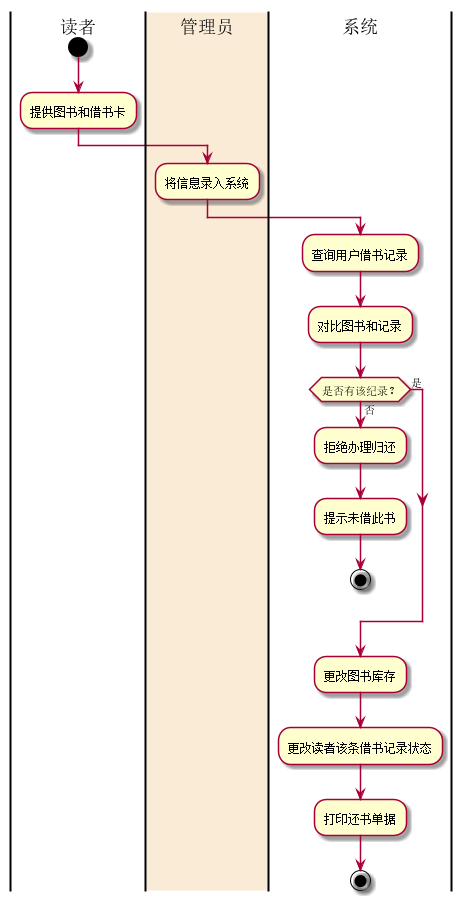 读者
管理员
系统
提供图书和借书卡
将信息录入系统
查询用户借书记录
对比图书和记录
是否有该纪录？
是
否
拒绝办理归还
提示未借此书
更改图书库存
更改读者该条借书记录状态
打印还书单据